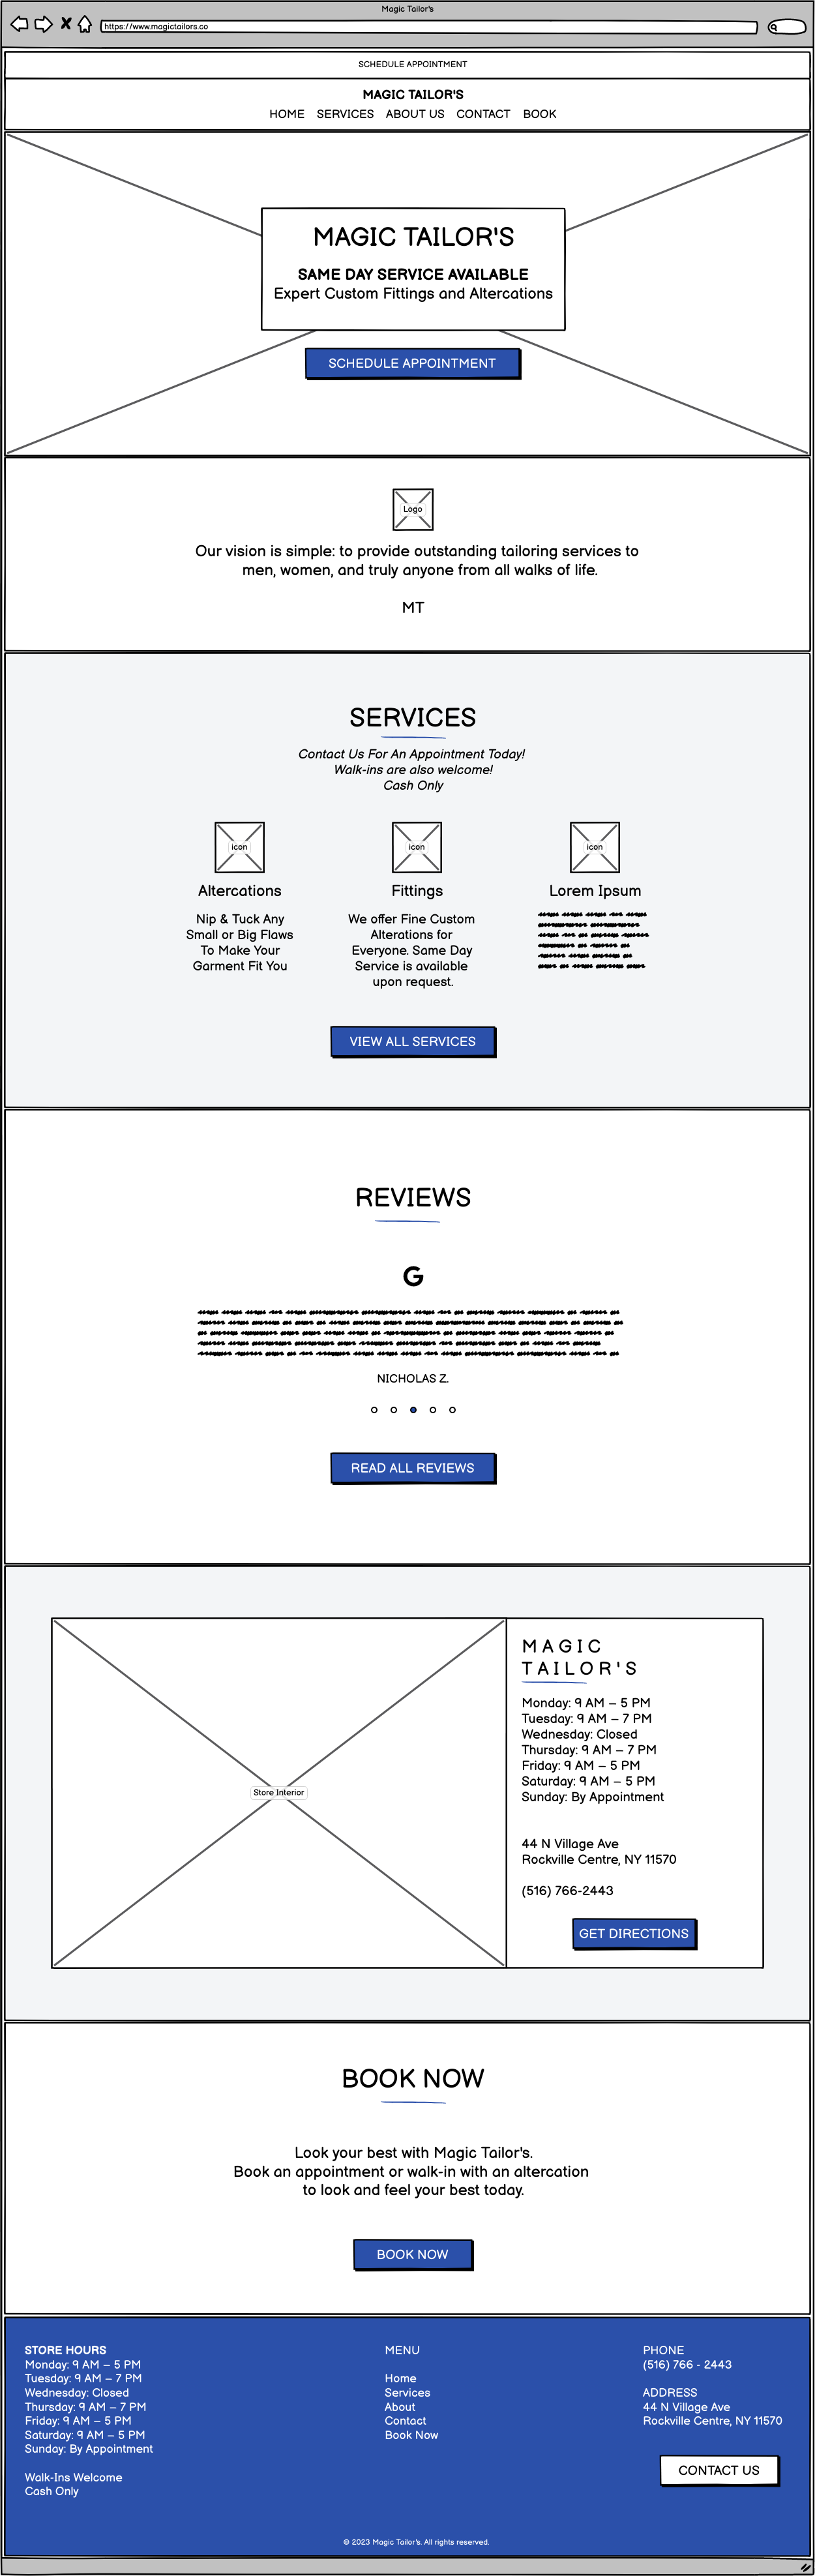 Magic Tailor's
https://www.magictailors.co
SCHEDULE APPOINTMENT
MAGIC TAILOR'S
HOME SERVICES ABOUT US CONTACT BOOK
MAGIC TAILOR'S
SAME DAY SERVICE AVAILABLE
Expert Custom Fittings and Altercations
SCHEDULE APPOINTMENT
Logo
Our vision is simple: to provide outstanding tailoring services to
men, women, and truly anyone from all walks of life.
MT
SERVICES
Contact Us For An Appointment Today!
Walk-ins are also welcome!
Cash Only
icon
Altercations
Nip & Tuck Any
Small or Big Flaws
To Make Your
Garment Fit You
icon
Fittings
We offer Fine Custom
Alterations for
Everyone. Same Day
Service is available
upon request.
icon
Lorem Ipsum
VIEW ALL SERVICES
REVIEWS
G
NICHOLAS Z.
READ ALL REVIEWS
Store Interior
MAGIC
TAILOR'S
Monday: 9 AM – 5 PM
Tuesday: 9 AM – 7 PM
Wednesday: Closed
Thursday: 9 AM – 7 PM
Friday: 9 AM – 5 PM
Saturday: 9 AM – 5 PM
Sunday: By Appointment
44 N Village Ave
Rockville Centre, NY 11570
(516) 766-2443
GET DIRECTIONS
BOOK NOW
Look your best with Magic Tailor's.
Book an appointment or walk-in with an altercation
to look and feel your best today.
BOOK NOW
STORE HOURS
Monday: 9 AM – 5 PM
Tuesday: 9 AM – 7 PM
Wednesday: Closed
Thursday: 9 AM – 7 PM
Friday: 9 AM – 5 PM
Saturday: 9 AM – 5 PM
Sunday: By Appointment
Walk-Ins Welcome
Cash Only
MENU
Home
Services
About
Contact
Book Now
PHONE
(516) 766 - 2443
ADDRESS
44 N Village Ave
Rockville Centre, NY 11570
CONTACT US
© 2023 Magic Tailor's. All rights reserved.